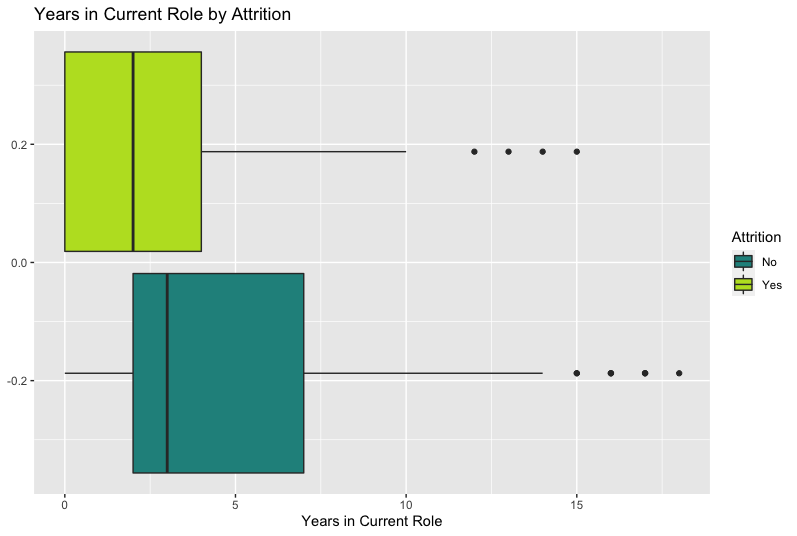 Years in Current Role by Attrition
0.2
0.0
-0.2
0
5
10
15
Years in Current Role
Attrition
No
Yes